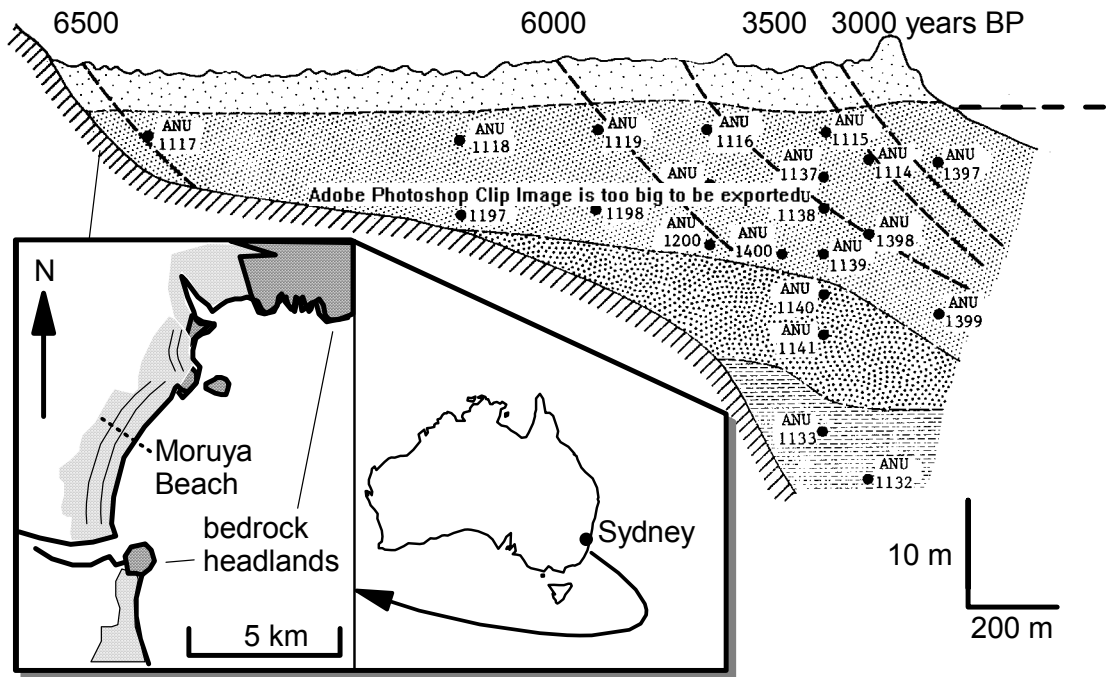 6500 6000 3500 3000 years BP
ANU
1117
ANU
1118
ANU
1119
ANU
1116
ANU
1115
ANU
1137
ANU
1114
ANU
1397
Adobe Photoshop Clip Image is too big to be exported.
1197
1198
ANU
1138
ANU
1200
ANU
1400
ANU
1139
ANU
1398
ANU
1140
ANU
1399
ANU
1141
ANU
1133
ANU
1132
N
Moruya
Beach
bedrock
headlands
5 km
Sydney
10 m
200 m